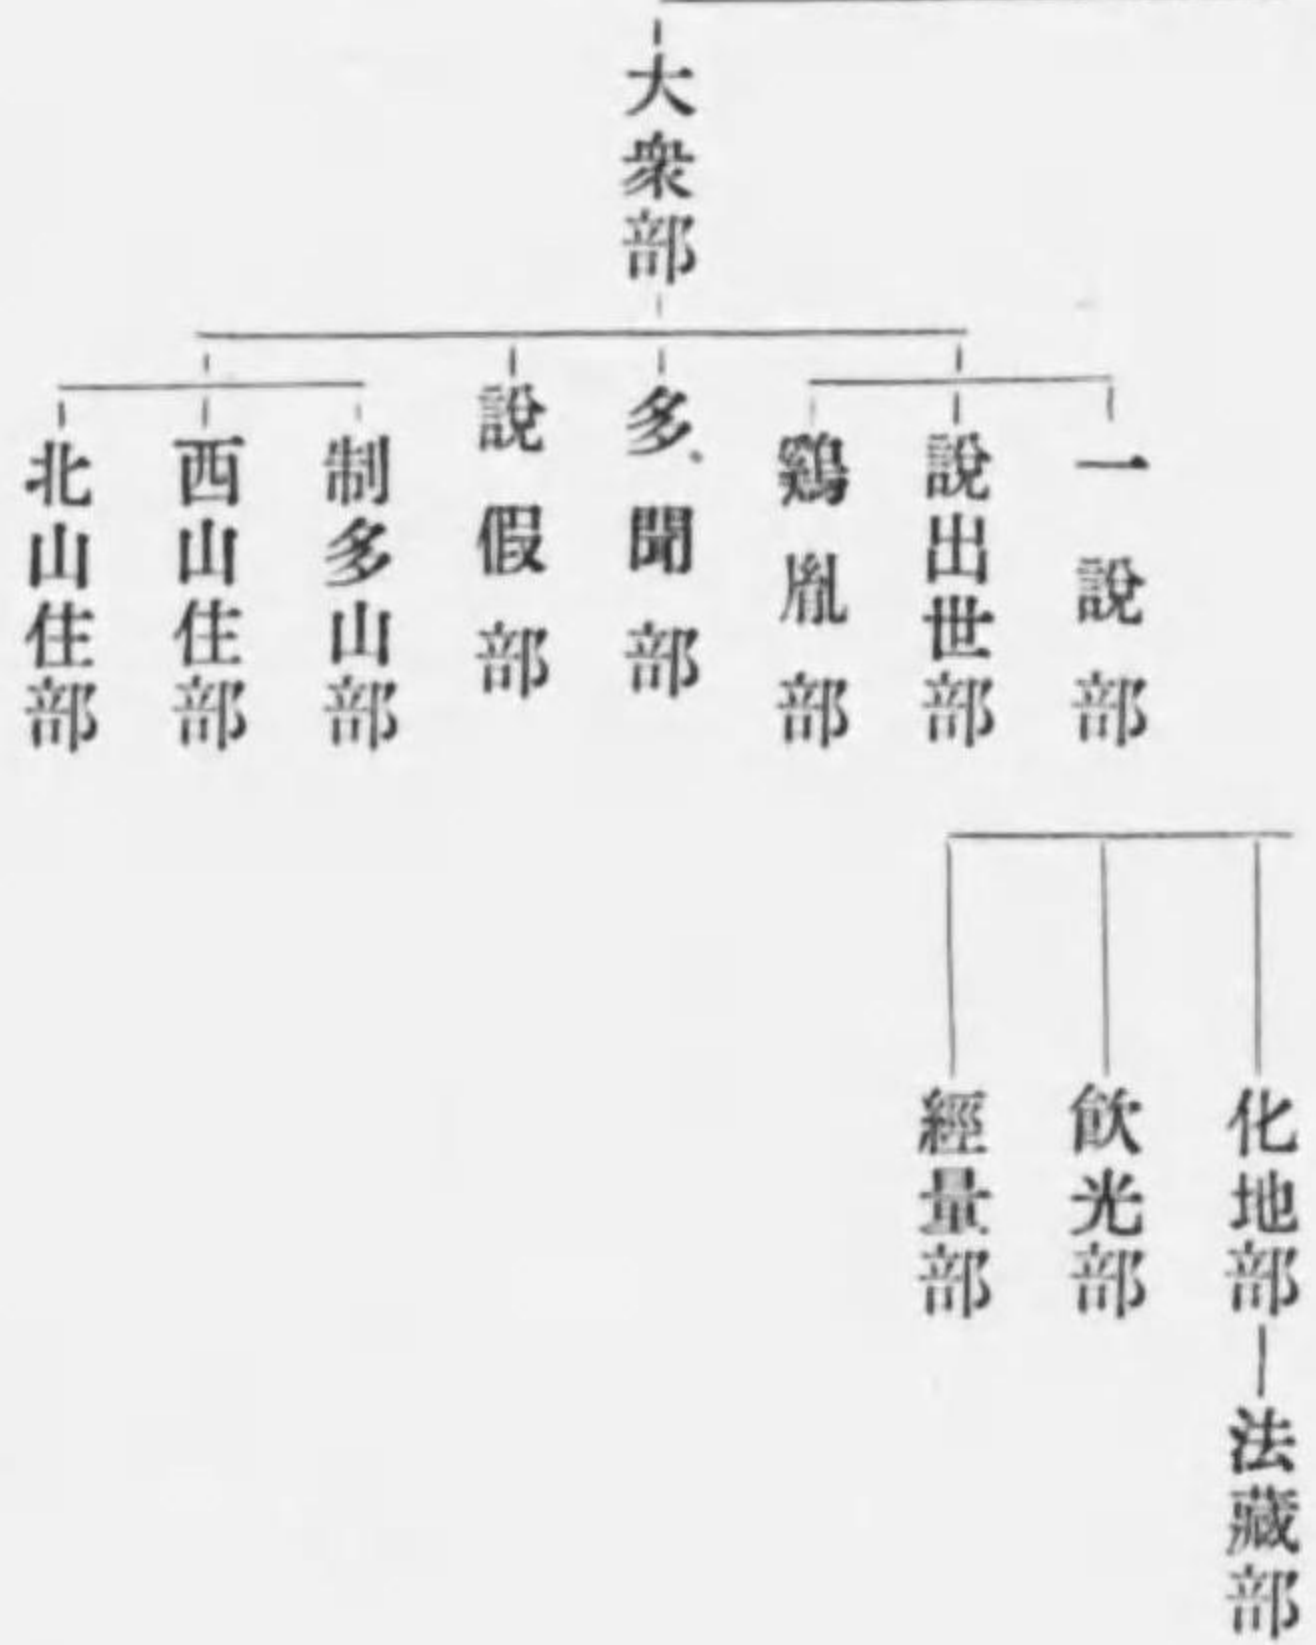 大衆部
一說部
說出世部
鷄胤部
多聞部
說假部
制多山部
西山住部
北山住部
化地部
法藏部
飮光部
經量部